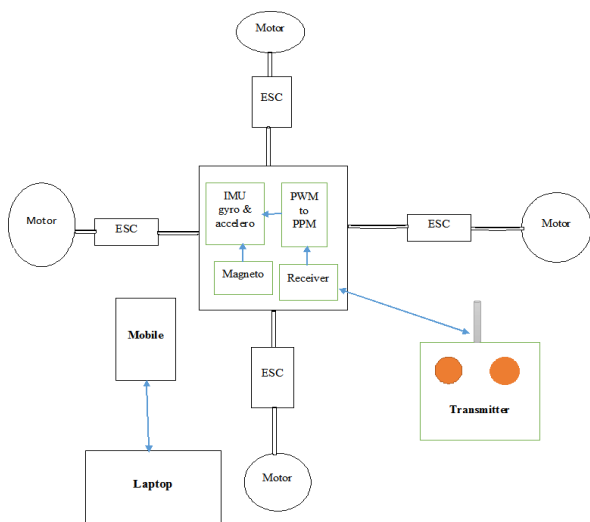 Motor
ESC
IMU
gyro &
accelero
PWM
to
PPM
Motor
ESC
ESC
Motor
Magneto
Receiver
Mobile
ESC
Transmitter
Motor
Laptop